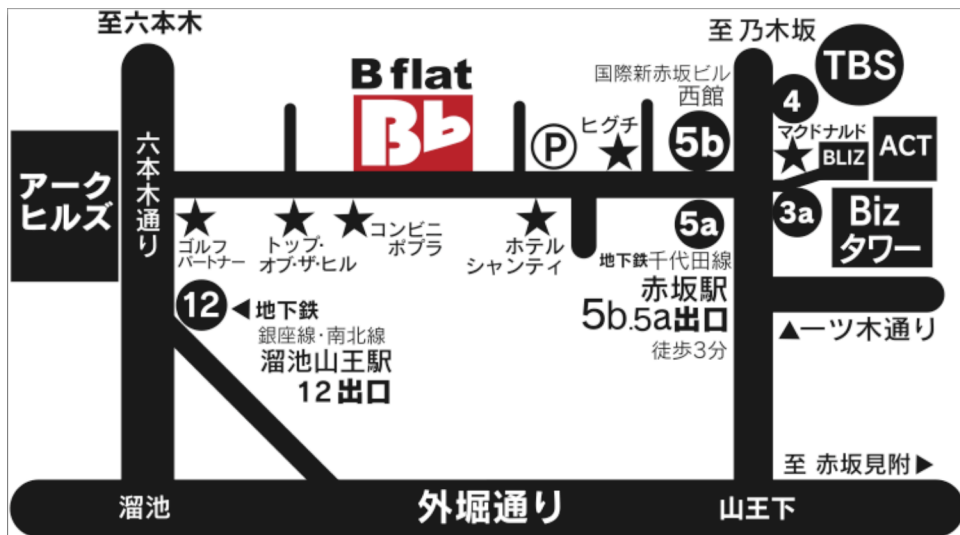 至六本木
至 乃木坂
TBS
B flat
Bb
国際新赤坂ビル
西館
4
マクドナルド
BLIZ
ACT
P
ヒグチ
5b
六本木通り
アーク
ヒルズ
ゴルフ
パートナー
トップ・
オブ・ザ・ヒル
コンビニ
ポプラ
ホテル
シャンティ
5a
3a
Biz
タワー
地下鉄千代田線
赤坂駅
5b.5a出口
徒歩3分
12
◀地下鉄
銀座線・南北線
溜池山王駅
12出口
▲一ツ木通り
至 赤坂見附▶
溜池
外堀通り
山王下